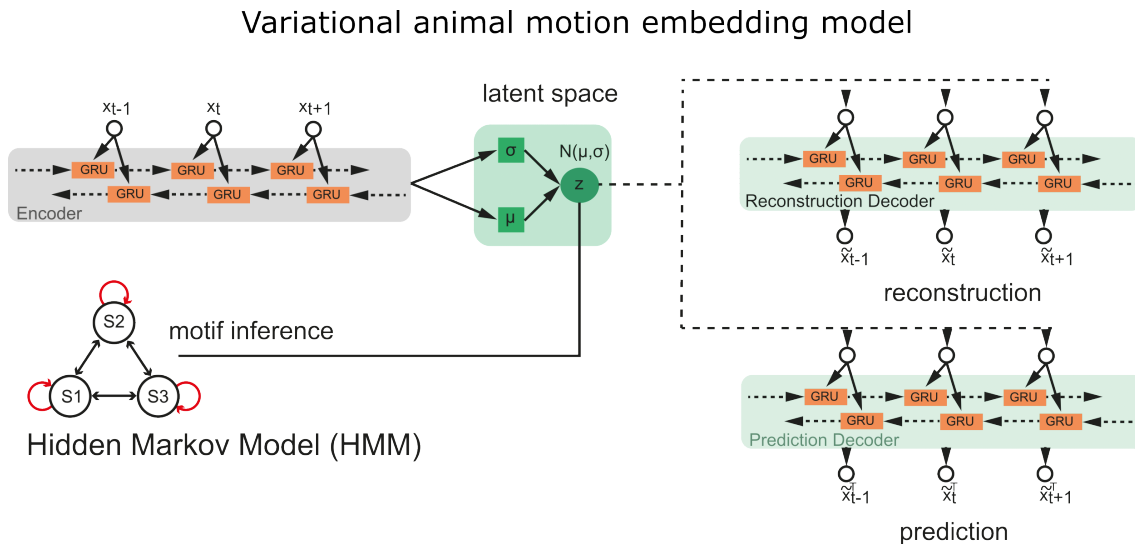 Variational animal motion embedding model
xt-1 xt xt+1
GRU GRU GRU
GRU GRU GRU
Encoder
latent space
σ
μ
N(μ,σ)
z
GRU GRU GRU
GRU GRU GRU
Reconstruction Decoder
x̃t-1 x̃t x̃t+1
reconstruction
S2
S1 S3
motif inference
Hidden Markov Model (HMM)
GRU GRU GRU
GRU GRU GRU
Prediction Decoder
x̃ᵀt-1 x̃ᵀt x̃ᵀt+1
prediction